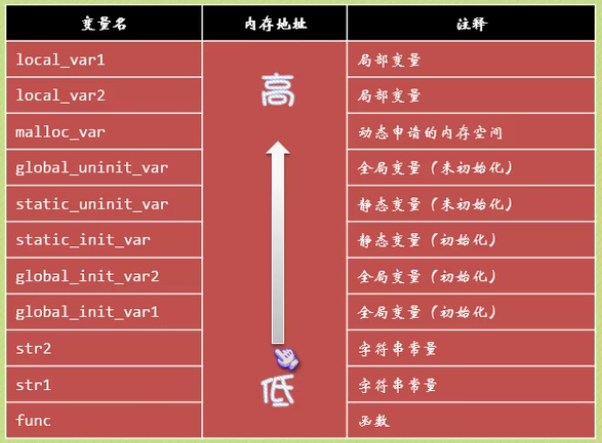 变量名 内存地址 注释
local_var1 局部变量
local_var2 高 局部变量
malloc_var 动态申请的内存空间
global_uninit_var 全局变量（未初始化）
static_uninit_var 静态变量（未初始化）
static_init_var 静态变量（初始化）
global_init_var2 全局变量（初始化）
global_init_var1 全局变量（初始化）
str2 字符串常量
str1 低 字符串常量
func 函数